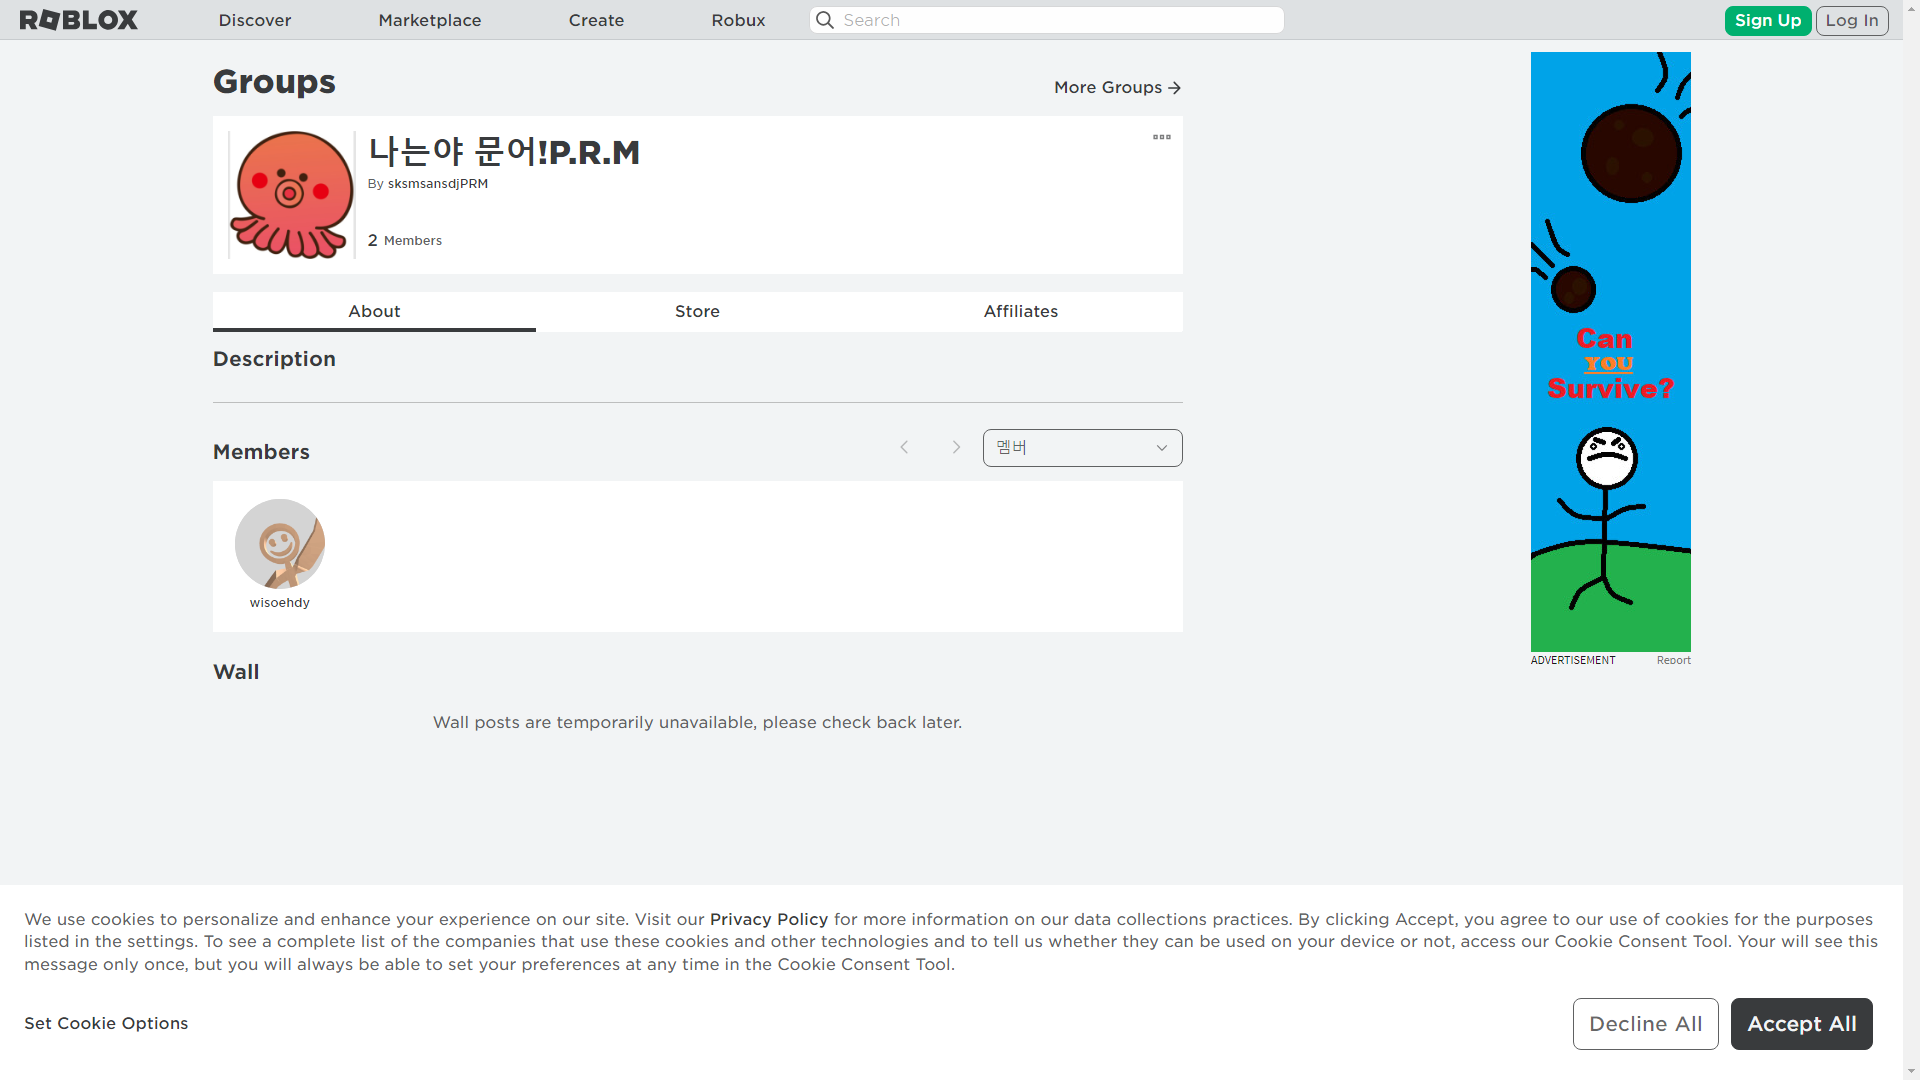 ROBLOX
Discover
Marketplace
Create
Robux
Search
Sign Up
Log In
Groups
More Groups
나는야 문어!P.R.M
By sksmsansdjPRM
2 Members
About
Store
Affiliates
Description
Members
멤버
wisoehdy
Wall
Wall posts are temporarily unavailable, please check back later.
Can
YOU
Survive?
ADVERTISEMENT
Report
We use cookies to personalize and enhance your experience on our site. Visit our Privacy Policy for more information on our data collections practices. By clicking Accept, you agree to our use of cookies for the purposes
listed in the settings. To see a complete list of the companies that use these cookies and other technologies and to tell us whether they can be used on your device or not, access our Cookie Consent Tool. Your will see this
message only once, but you will always be able to set your preferences at any time in the Cookie Consent Tool.
Set Cookie Options
Decline All
Accept All